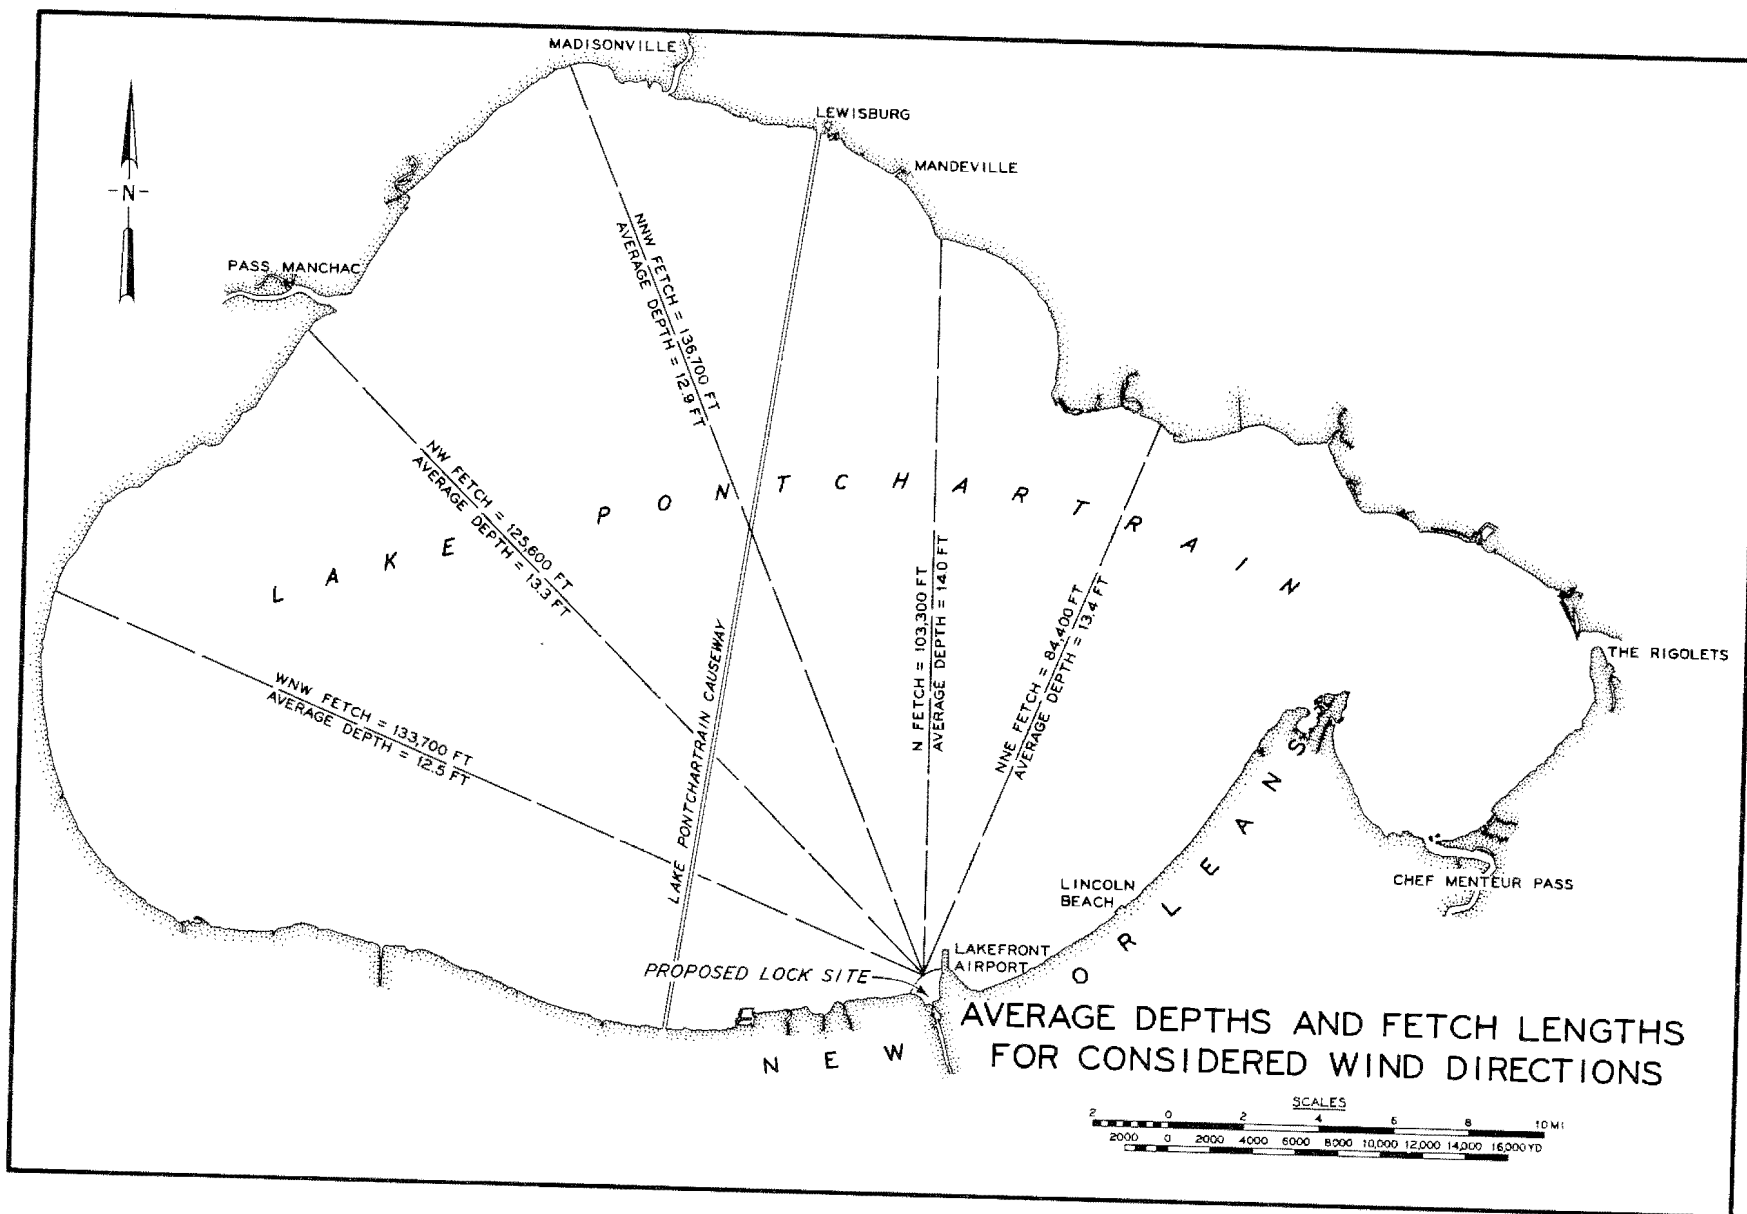 MADISONVILLE
LEWISBURG
MANDEVILLE
-N-
PASS MANCHAC
NNW FETCH = 136,700 FT
AVERAGE DEPTH = 12.9 FT
NW FETCH = 125,600 FT
AVERAGE DEPTH = 13.3 FT
LAKE PONTCHARTRAIN
WNW FETCH = 133,700 FT
AVERAGE DEPTH = 12.5 FT
LAKE PONTCHARTRAIN CAUSEWAY
N FETCH = 103,300 FT
AVERAGE DEPTH = 14.0 FT
NNE FETCH = 84,400 FT
AVERAGE DEPTH = 13.4 FT
THE RIGOLETS
CHEF MENTEUR PASS
LINCOLN
BEACH
LAKEFRONT
AIRPORT
PROPOSED LOCK SITE
NEW ORLEANS
AVERAGE DEPTHS AND FETCH LENGTHS
FOR CONSIDERED WIND DIRECTIONS
SCALES
2 0 2 4 6 8 10 MI
2000 0 2000 4000 6000 8000 10,000 12,000 14,000 16,000 YD